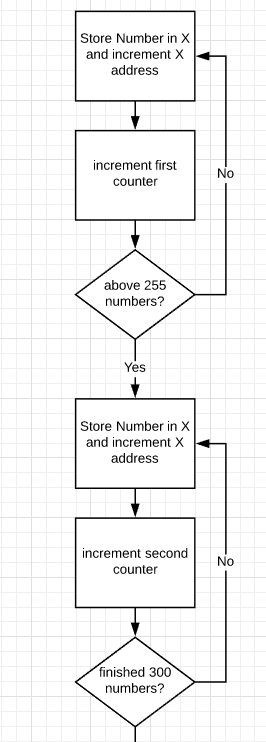 Store Number in X
and increment X
address
increment first
counter
No
above 255
numbers?
Yes
Store Number in X
and increment X
address
increment second
counter
No
finished 300
numbers?